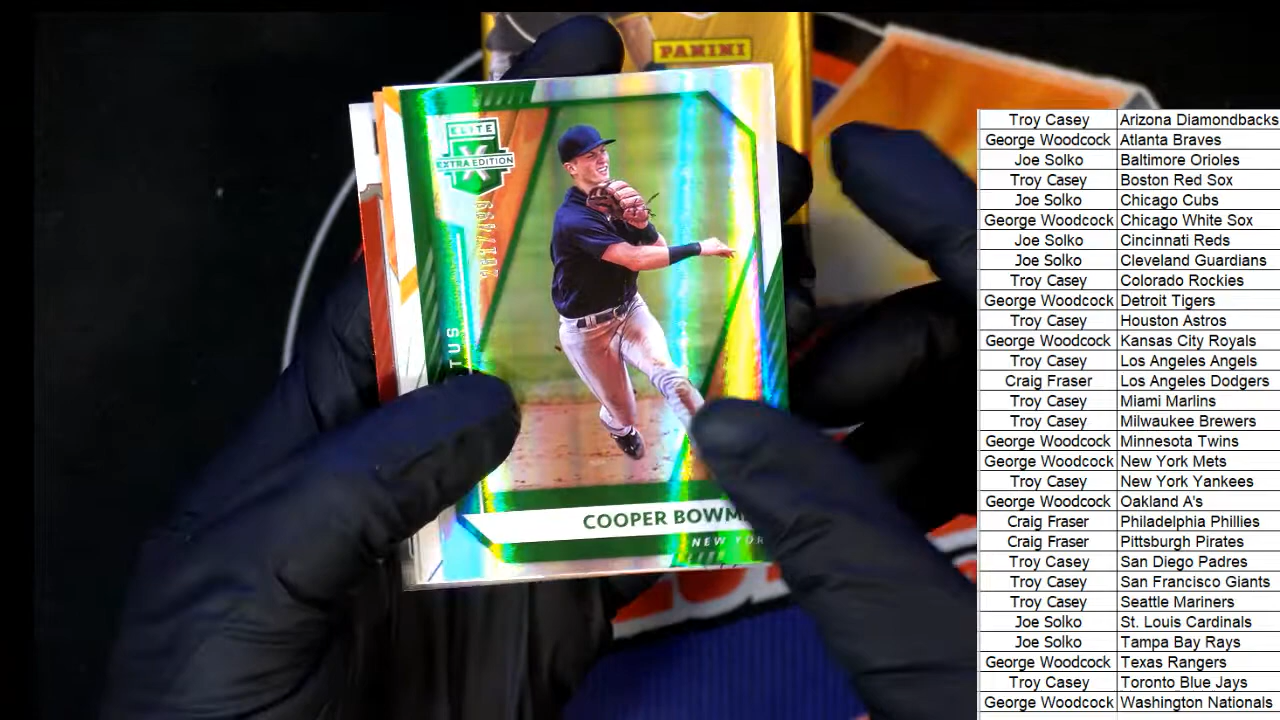 PANINI
ELITE
X
EXTRA EDITION
TUS
COOPER BOWM
NEW YOR
Troy Casey Arizona Diamondbacks
George Woodcock Atlanta Braves
Joe Solko Baltimore Orioles
Troy Casey Boston Red Sox
Joe Solko Chicago Cubs
George Woodcock Chicago White Sox
Joe Solko Cincinnati Reds
Joe Solko Cleveland Guardians
Troy Casey Colorado Rockies
George Woodcock Detroit Tigers
Troy Casey Houston Astros
George Woodcock Kansas City Royals
Troy Casey Los Angeles Angels
Craig Fraser Los Angeles Dodgers
Troy Casey Miami Marlins
Troy Casey Milwaukee Brewers
George Woodcock Minnesota Twins
George Woodcock New York Mets
Troy Casey New York Yankees
George Woodcock Oakland A's
Craig Fraser Philadelphia Phillies
Craig Fraser Pittsburgh Pirates
Troy Casey San Diego Padres
Troy Casey San Francisco Giants
Troy Casey Seattle Mariners
Joe Solko St. Louis Cardinals
Joe Solko Tampa Bay Rays
George Woodcock Texas Rangers
Troy Casey Toronto Blue Jays
George Woodcock Washington Nationals